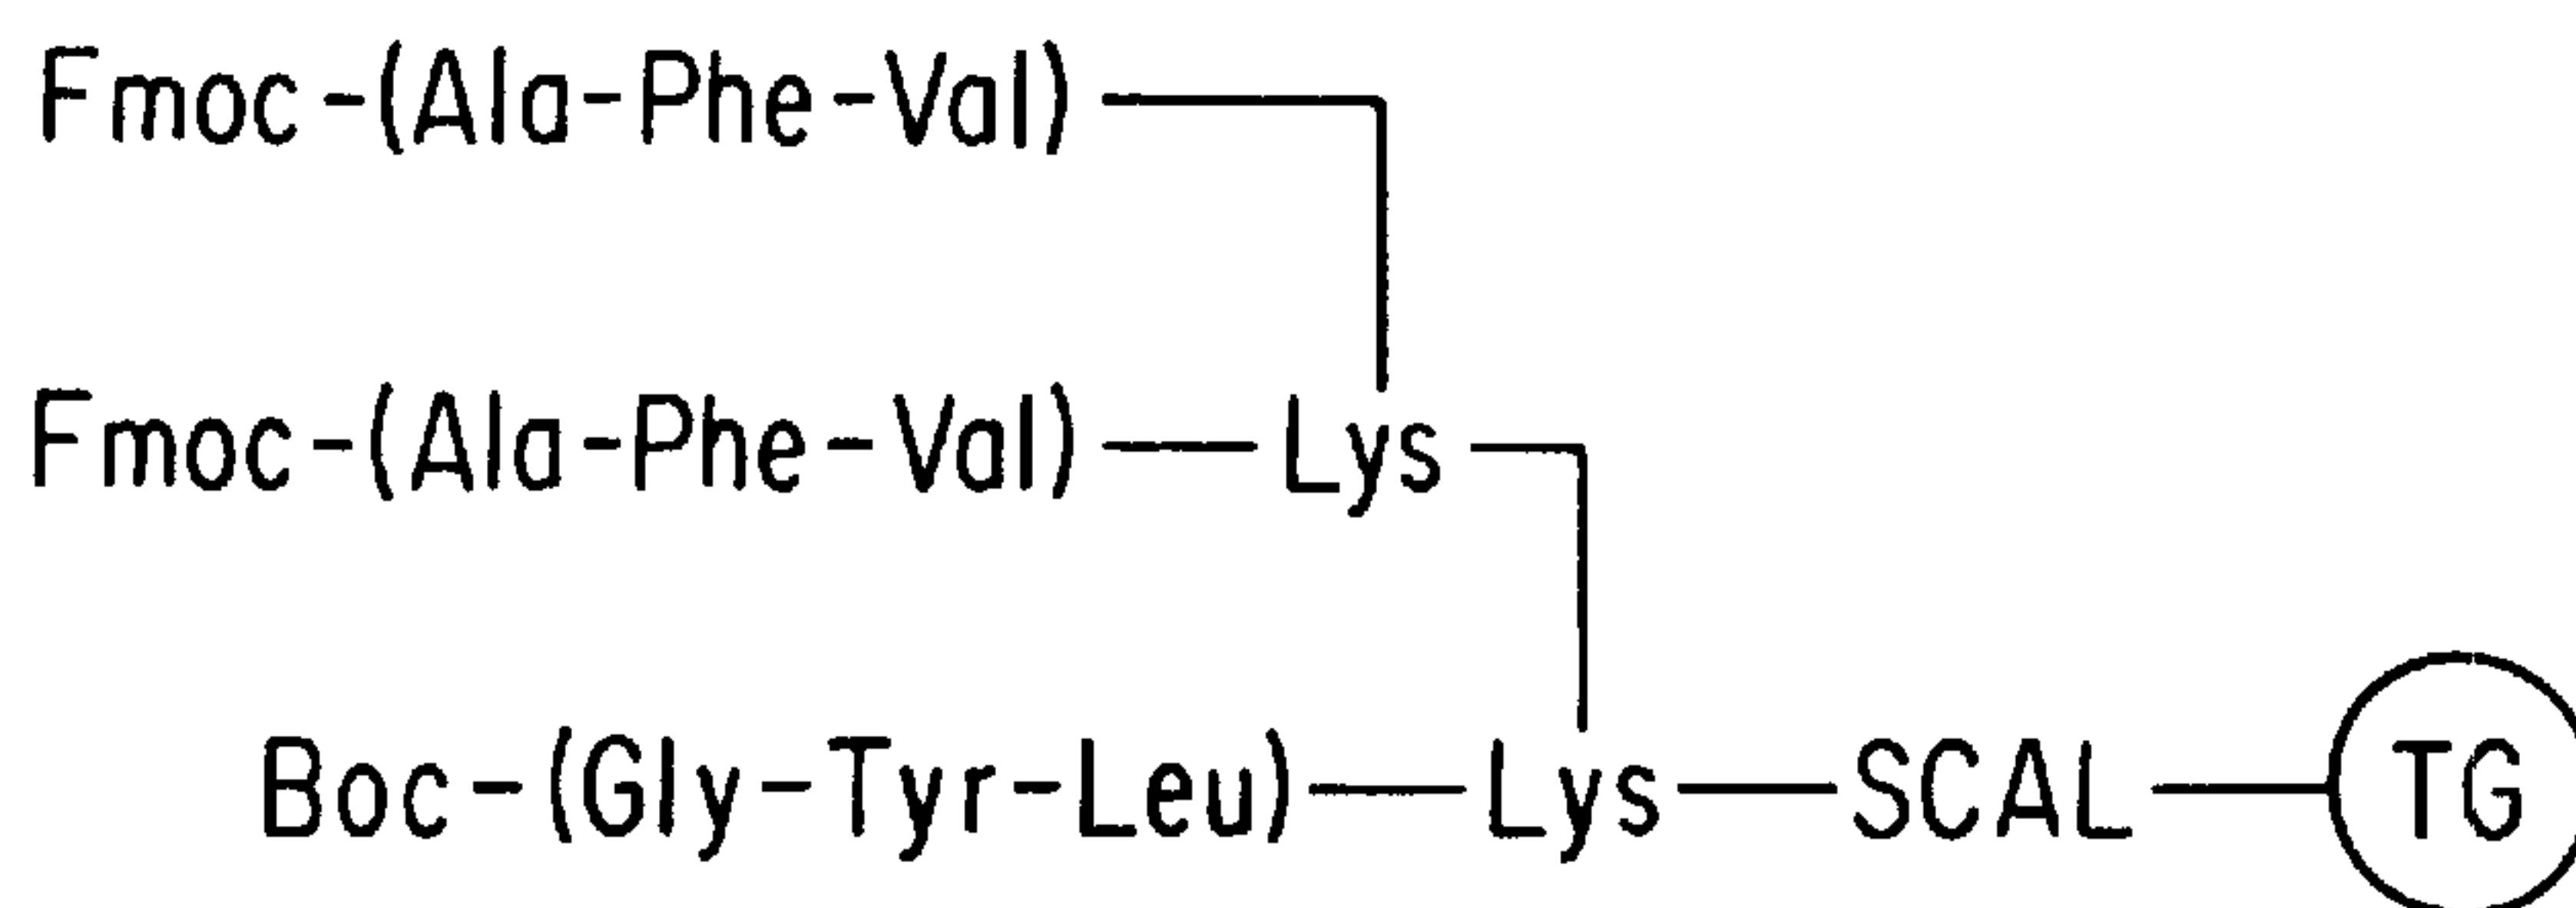 Fmoc-(Ala-Phe-Val)
Fmoc-(Ala-Phe-Val)—Lys
Boc-(Gly-Tyr-Leu)—Lys—SCAL—TG